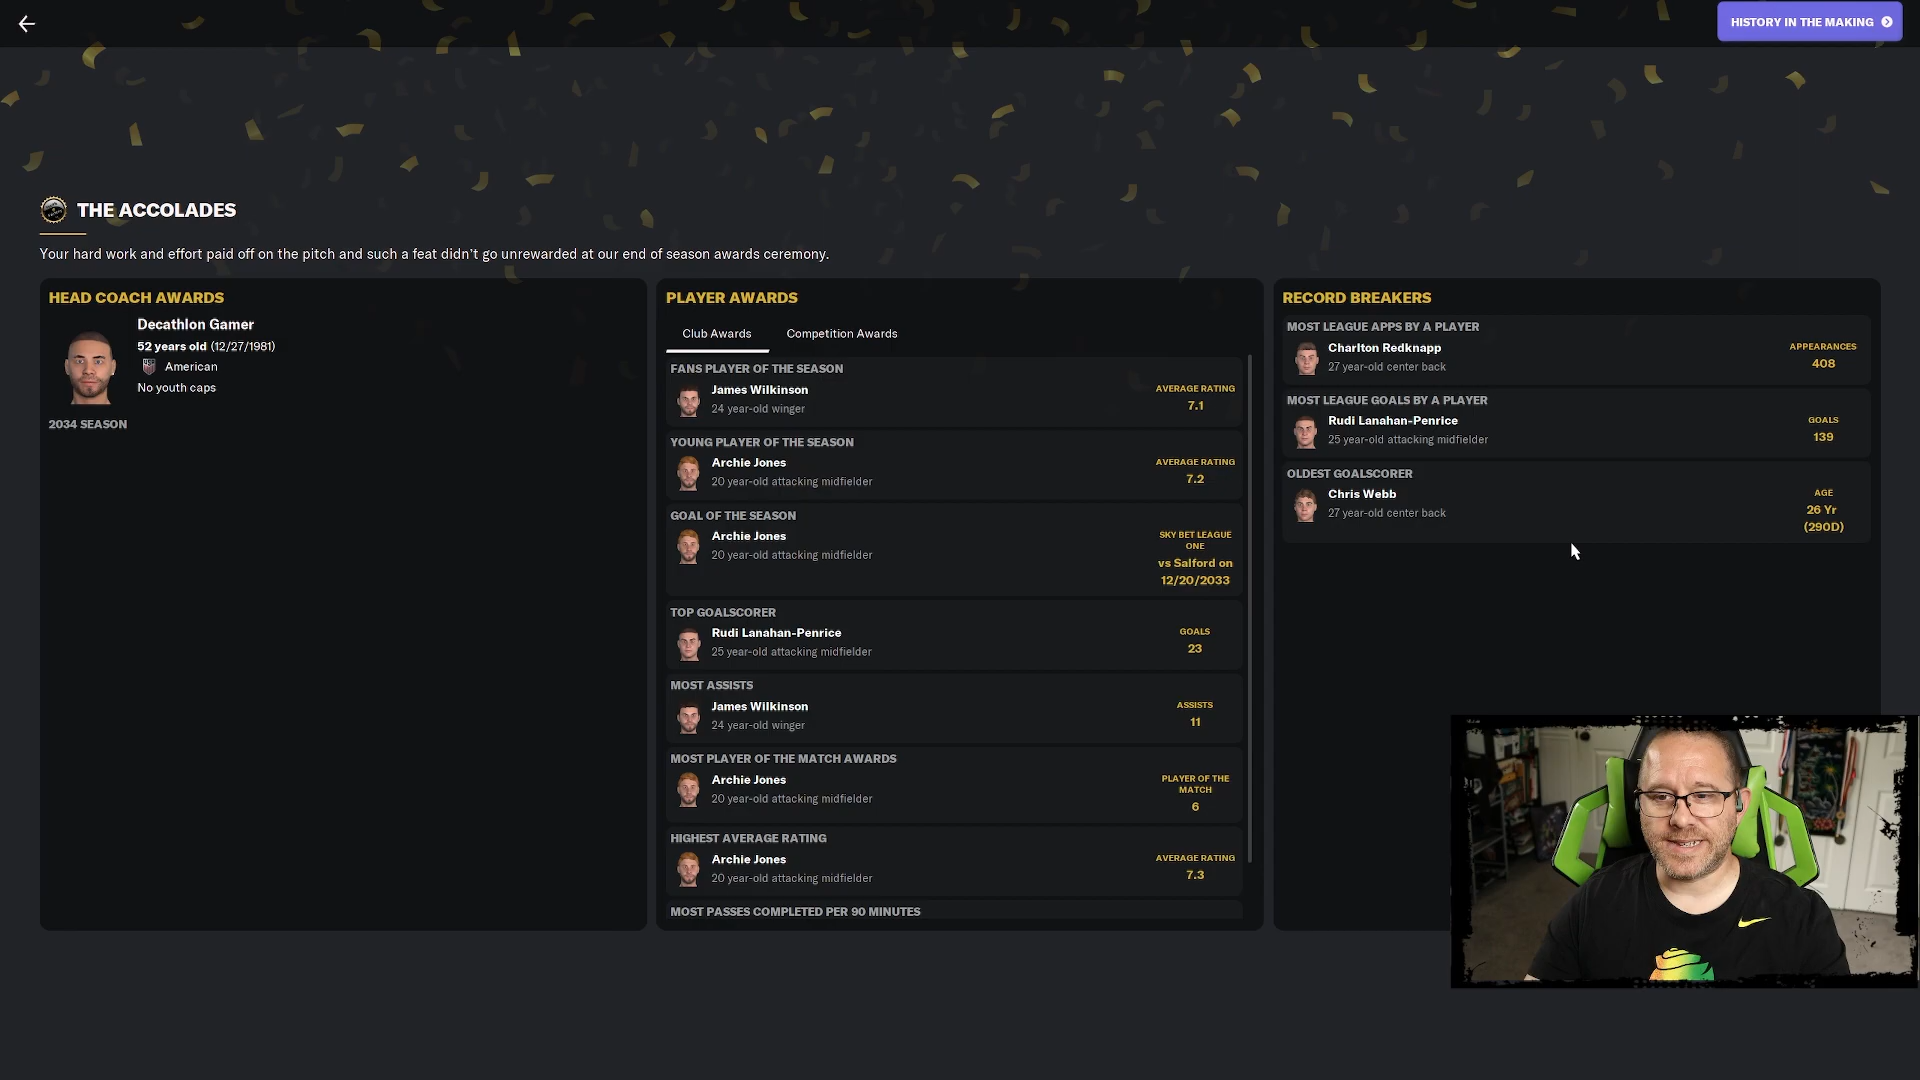 HISTORY IN THE MAKING
THE ACCOLADES
Your hard work and effort paid off on the pitch and such a feat didn't go unrewarded at our end of season awards ceremony.
HEAD COACH AWARDS
Decathlon Gamer
52 years old (12/27/1981)
American
No youth caps
2034 SEASON
PLAYER AWARDS
Club Awards
Competition Awards
FANS PLAYER OF THE SEASON
James Wilkinson
24 year-old winger
AVERAGE RATING
7.1
YOUNG PLAYER OF THE SEASON
Archie Jones
20 year-old attacking midfielder
AVERAGE RATING
7.2
GOAL OF THE SEASON
Archie Jones
20 year-old attacking midfielder
SKY BET LEAGUE
ONE
vs Salford on
12/20/2033
TOP GOALSCORER
Rudi Lanahan-Penrice
25 year-old attacking midfielder
GOALS
23
MOST ASSISTS
James Wilkinson
24 year-old winger
ASSISTS
11
MOST PLAYER OF THE MATCH AWARDS
Archie Jones
20 year-old attacking midfielder
PLAYER OF THE
MATCH
6
HIGHEST AVERAGE RATING
Archie Jones
20 year-old attacking midfielder
AVERAGE RATING
7.3
MOST PASSES COMPLETED PER 90 MINUTES
RECORD BREAKERS
MOST LEAGUE APPS BY A PLAYER
Charlton Redknapp
27 year-old center back
APPEARANCES
408
MOST LEAGUE GOALS BY A PLAYER
Rudi Lanahan-Penrice
25 year-old attacking midfielder
GOALS
139
OLDEST GOALSCORER
Chris Webb
27 year-old center back
AGE
26 Yr
(290D)